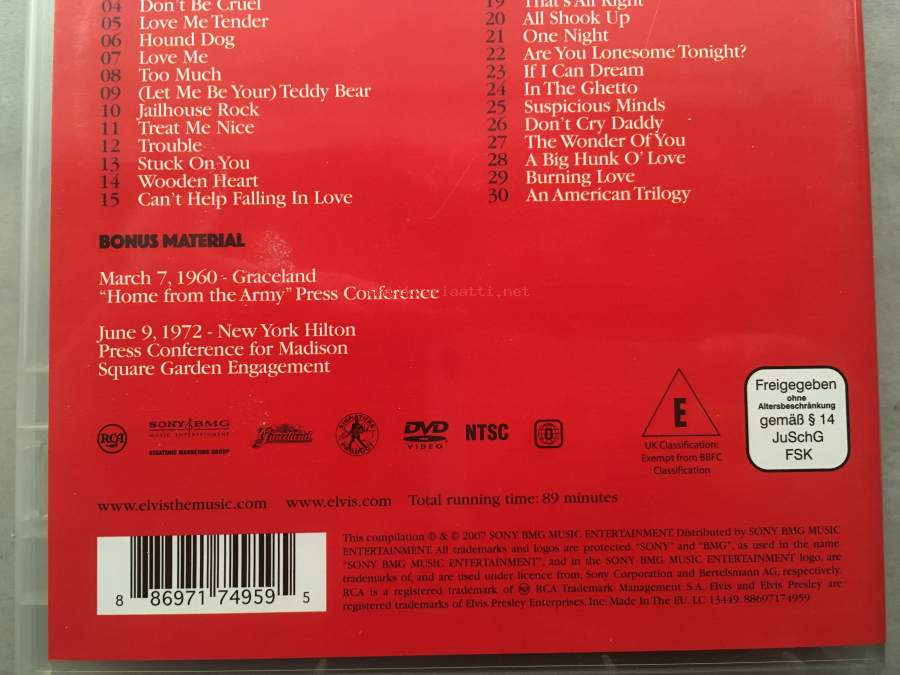 04 Don't Be Cruel
05 Love Me Tender
06 Hound Dog
07 Love Me
08 Too Much
09 (Let Me Be Your) Teddy Bear
10 Jailhouse Rock
11 Treat Me Nice
12 Trouble
13 Stuck On You
14 Wooden Heart
15 Can't Help Falling In Love
19 That's All Right
20 All Shook Up
21 One Night
22 Are You Lonesome Tonight?
23 If I Can Dream
24 In The Ghetto
25 Suspicious Minds
26 Don't Cry Daddy
27 The Wonder Of You
28 A Big Hunk O' Love
29 Burning Love
30 An American Trilogy
BONUS MATERIAL
March 7, 1960 - Graceland
"Home from the Army" Press Conference
June 9, 1972 - New York Hilton
Press Conference for Madison
Square Garden Engagement
RCA
SONY BMG
MUSIC ENTERTAINMENT
STRATEGIC MARKETING GROUP
Graceland
SIGNATURE
DVD
VIDEO
NTSC
0
E
UK Classification:
Exempt from BBFC
Classification
Freigegeben
ohne
Altersbeschränkung
gemäß § 14
JuSchG
FSK
www.elvisthemusic.com www.elvis.com Total running time: 89 minutes
8 86971 74959 5
This compilation ℗ & © 2007 SONY BMG MUSIC ENTERTAINMENT. Distributed by SONY BMG MUSIC
ENTERTAINMENT. All trademarks and logos are protected. "SONY" and "BMG", as used in the name
"SONY BMG MUSIC ENTERTAINMENT", and in the SONY BMG MUSIC ENTERTAINMENT logo, are
trademarks of, and are used under licence from, Sony Corporation and Bertelsmann AG, respectively.
RCA is a registered trademark of RCA Trademark Management S.A. Elvis and Elvis Presley are
registered trademarks of Elvis Presley Enterprises, Inc. Made In The EU. LC 13449. 88697174959